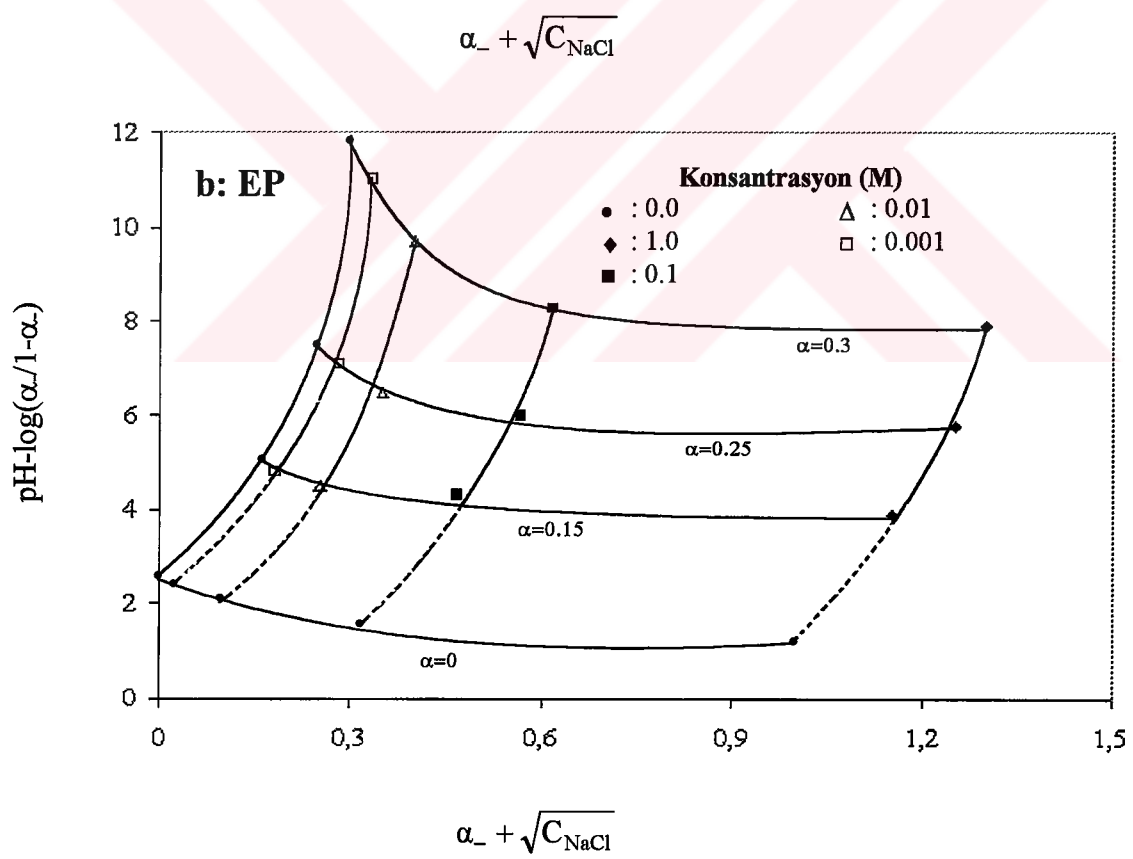 α₋ + √C_NaCl
12
b: EP
Konsantrasyon (M)
● : 0.0
△ : 0.01
◆ : 1.0
□ : 0.001
■ : 0.1
10
8
6
4
2
0
pH-log(α₋/1-α₋)
α=0.3
α=0.25
α=0.15
α=0
0 0,3 0,6 0,9 1,2 1,5
α₋ + √C_NaCl